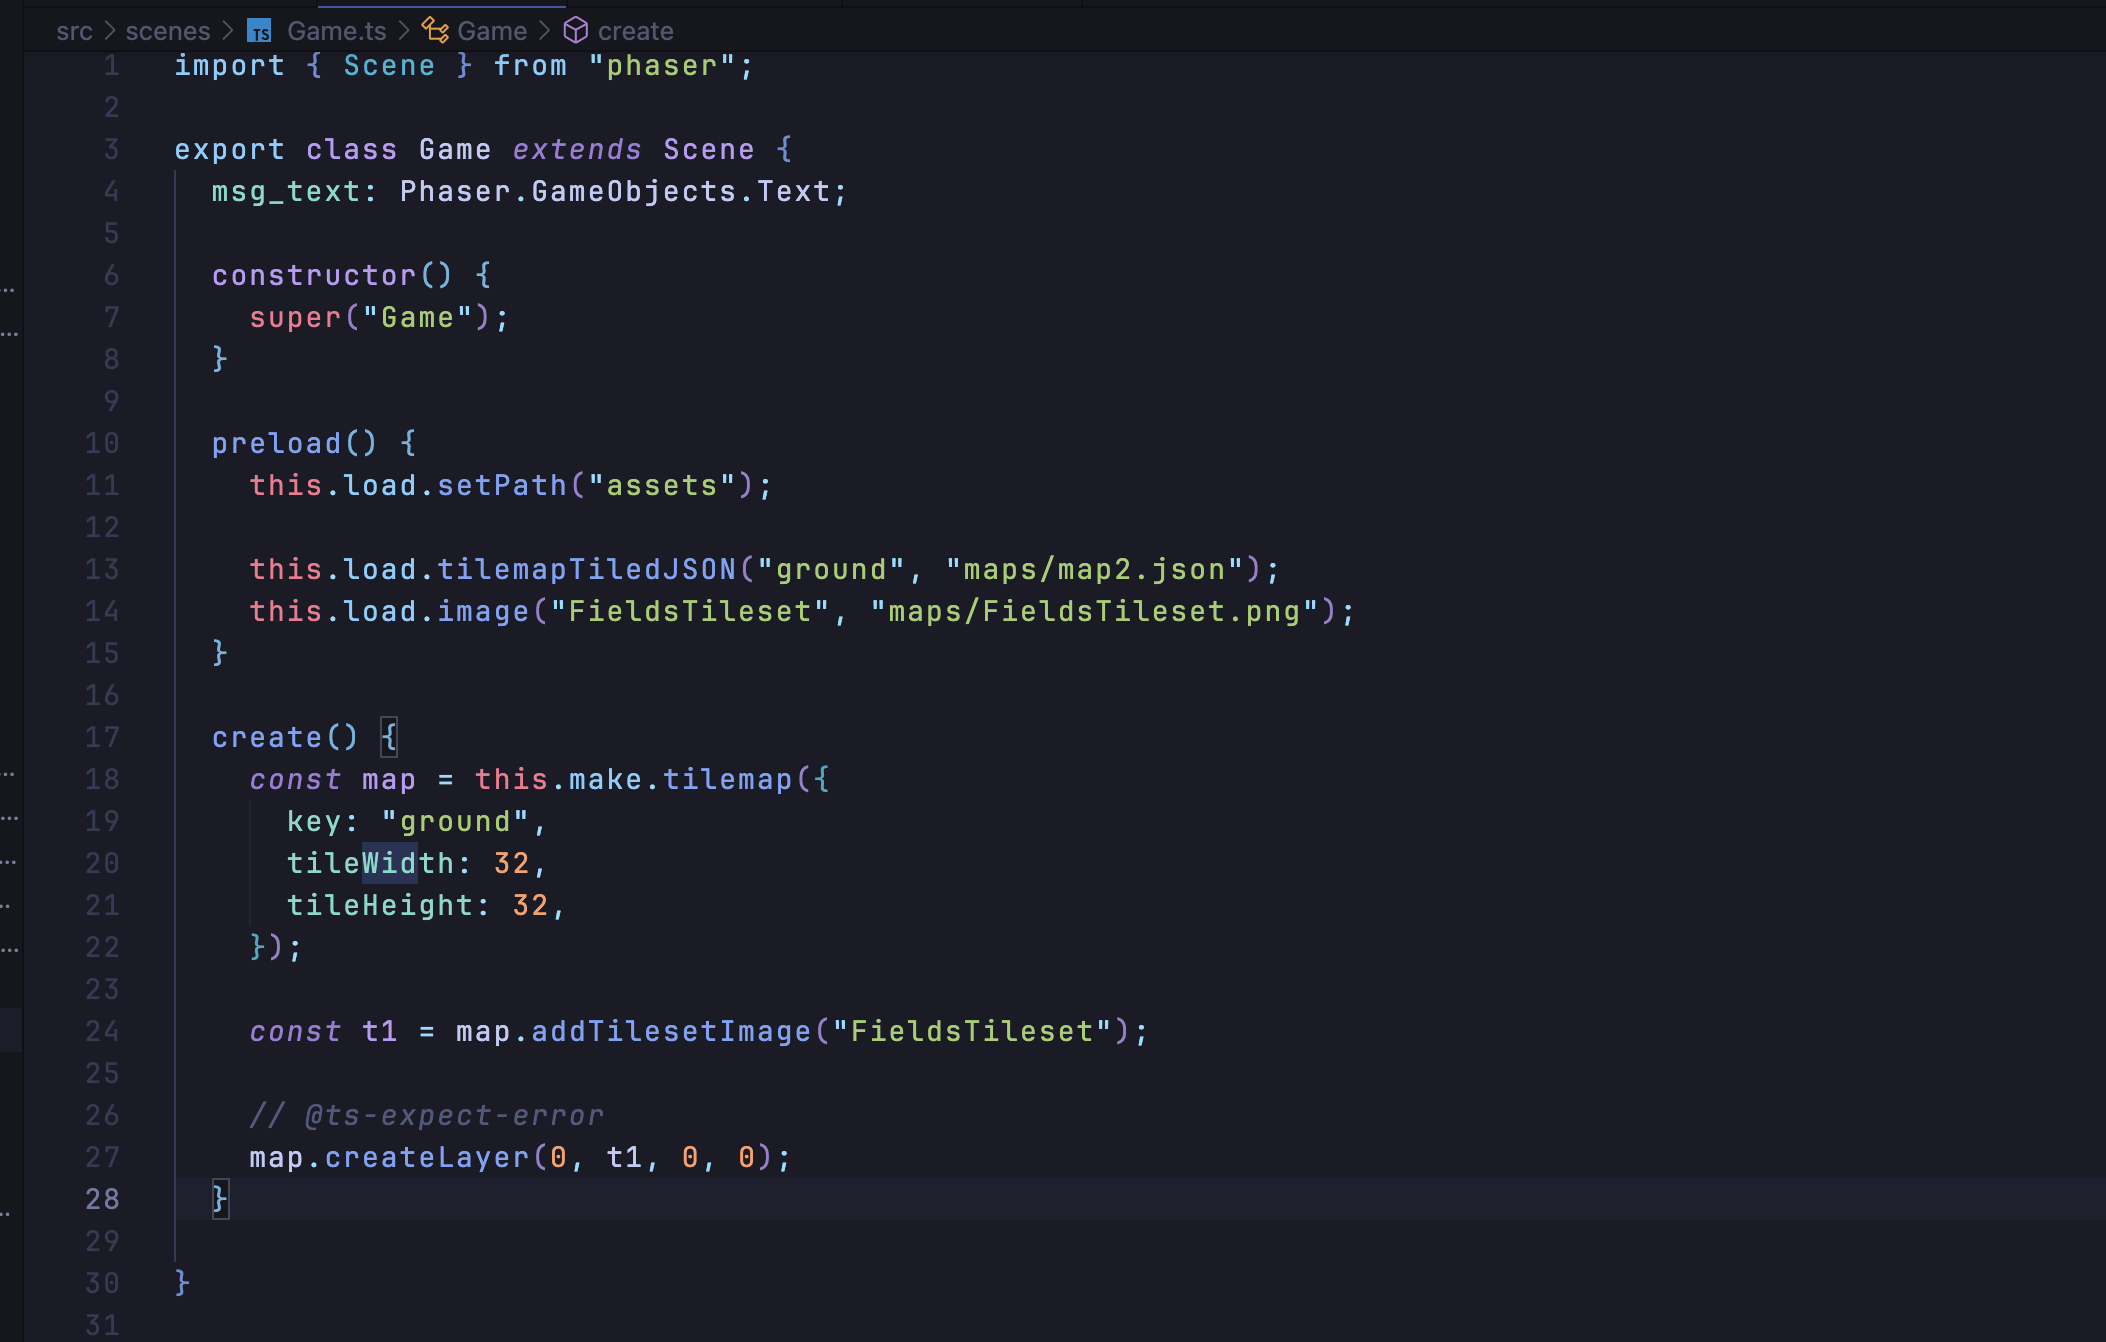 src > scenes > TS Game.ts > Game > create
1 import { Scene } from "phaser";
2
3 export class Game extends Scene {
4 msg_text: Phaser.GameObjects.Text;
5
6 constructor() {
7 super("Game");
8 }
9
10 preload() {
11 this.load.setPath("assets");
12
13 this.load.tilemapTiledJSON("ground", "maps/map2.json");
14 this.load.image("FieldsTileset", "maps/FieldsTileset.png");
15 }
16
17 create() {
18 const map = this.make.tilemap({
19 key: "ground",
20 tileWidth: 32,
21 tileHeight: 32,
22 });
23
24 const t1 = map.addTilesetImage("FieldsTileset");
25
26 // @ts-expect-error
27 map.createLayer(0, t1, 0, 0);
28 }
29
30 }
31